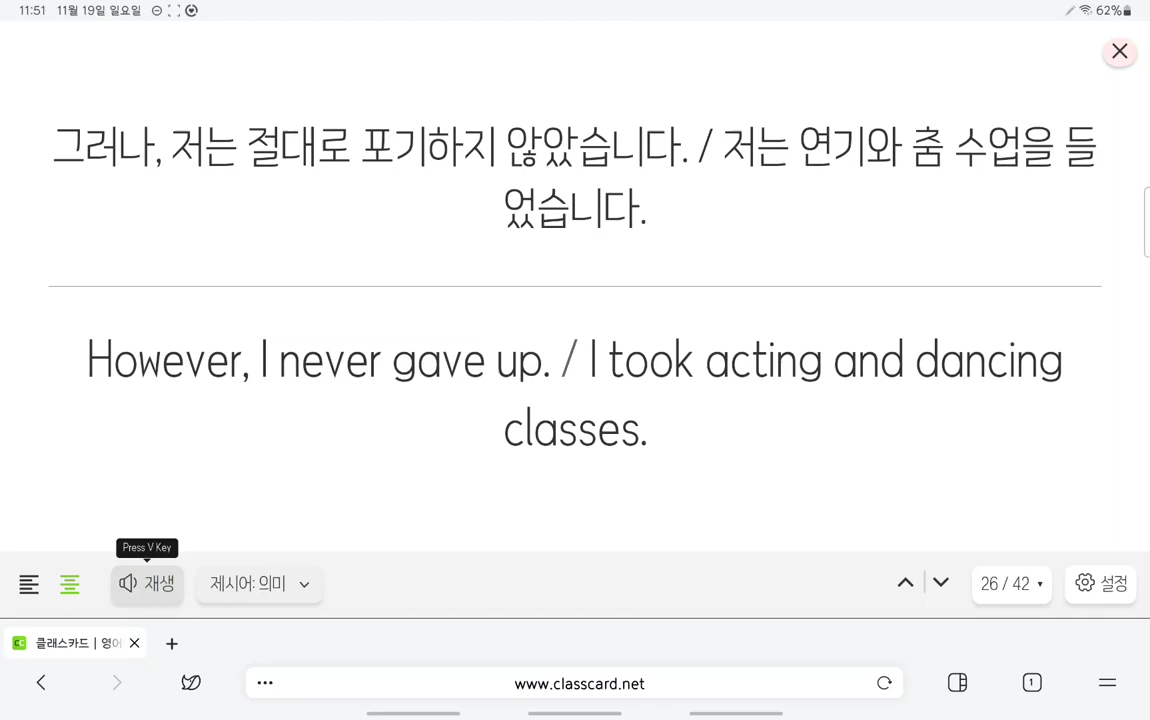 11:51 11월 19일 일요일
62%
그러나, 저는 절대로 포기하지 않았습니다. / 저는 연기와 춤 수업을 들
었습니다.
However, I never gave up. / I took acting and dancing
classes.
Press V Key
재생
제시어: 의미
26 / 42
설정
클래스카드 | 영어
www.classcard.net
1